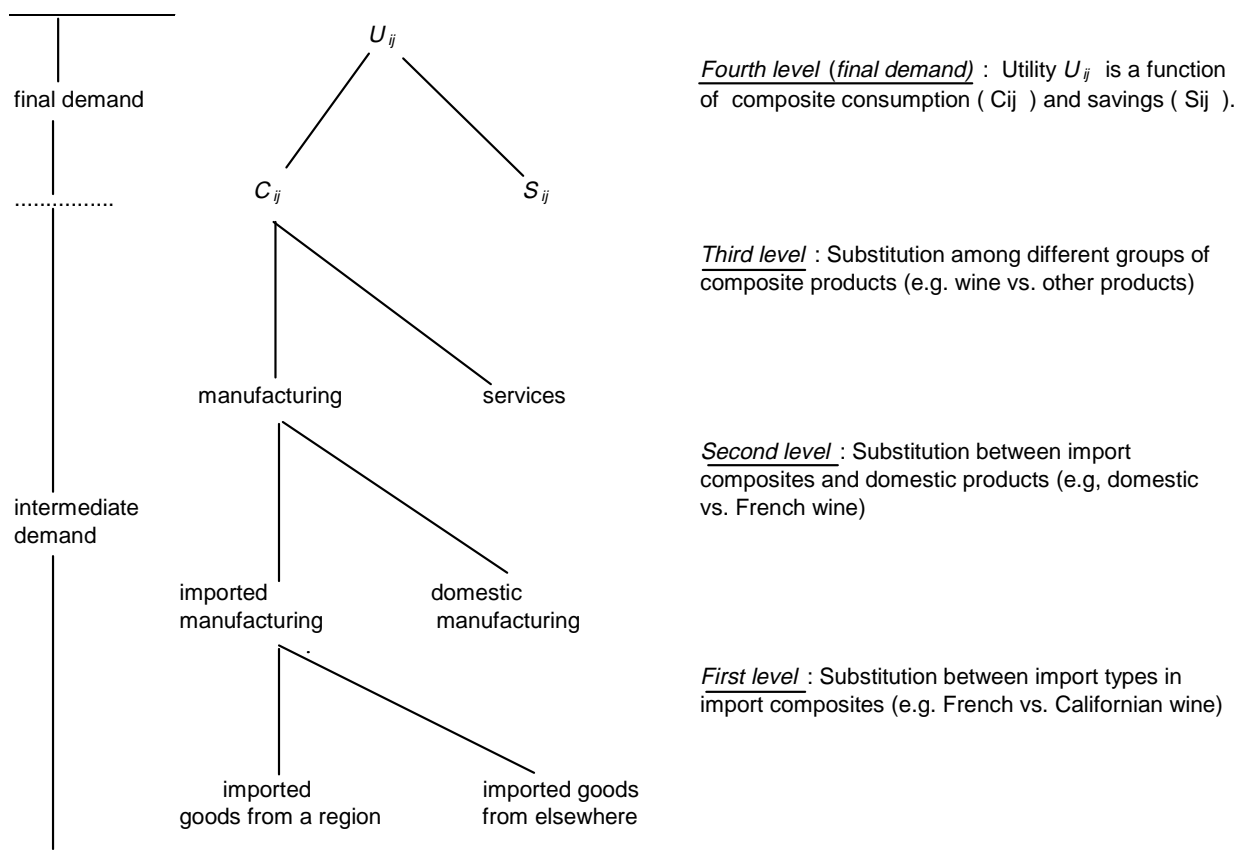 U ij
Fourth level (final demand) : Utility U ij is a function
of composite consumption ( Cij ) and savings ( Sij ).
final demand
C ij
S ij
................
Third level : Substitution among different groups of
composite products (e.g. wine vs. other products)
manufacturing
services
Second level : Substitution between import
composites and domestic products (e.g, domestic
vs. French wine)
intermediate
demand
imported
manufacturing
domestic
manufacturing
First level : Substitution between import types in
import composites (e.g. French vs. Californian wine)
imported
goods from a region
imported goods
from elsewhere